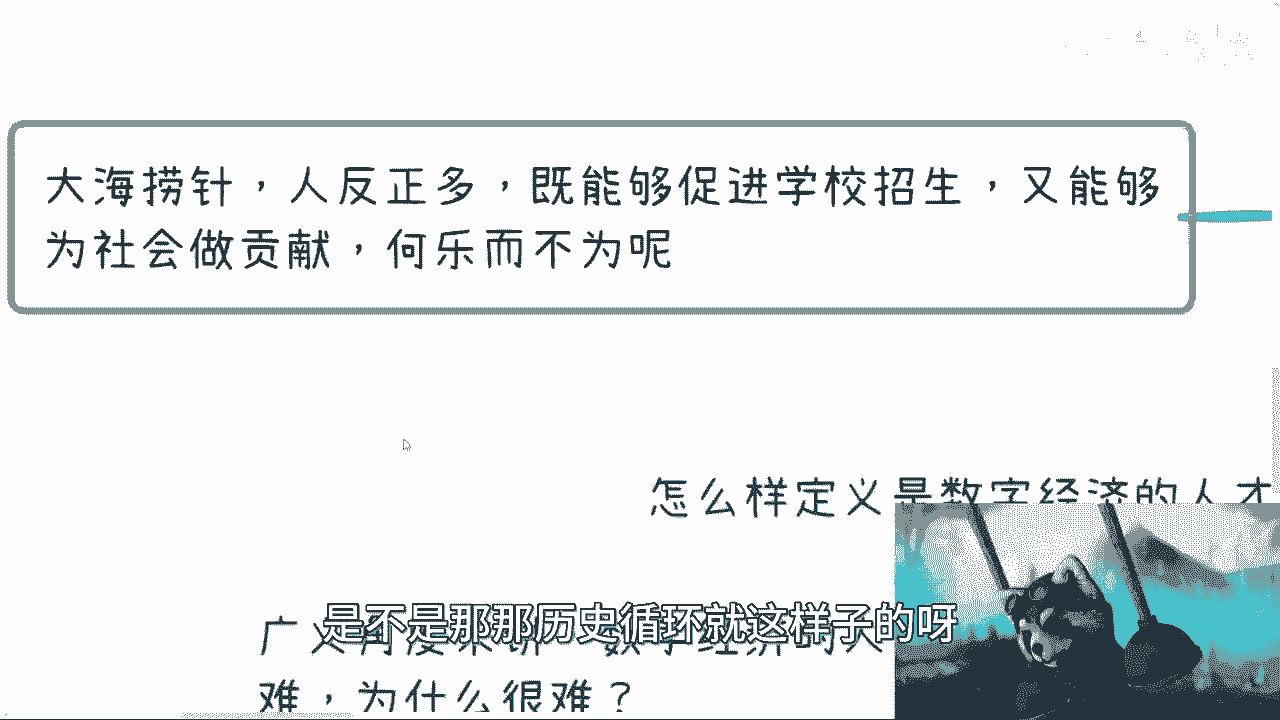 大海捞针，人反正多，既能够促进学校招生，又能够
为社会做贡献，何乐而不为呢
怎么样定义是数字经济的人才
是不是那那历史循环就这样子的呀
难，为什么很难？